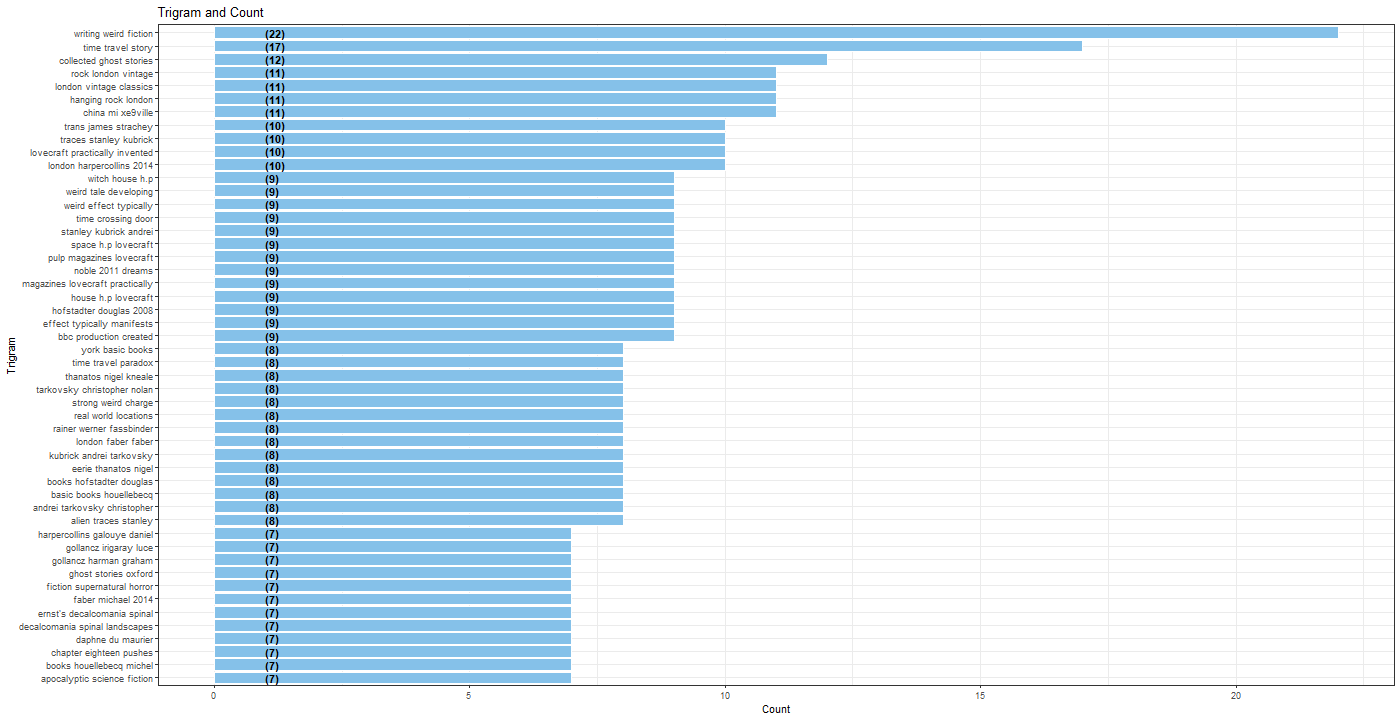 Trigram and Count
writing weird fiction (22)
time travel story (17)
collected ghost stories (12)
rock london vintage (11)
london vintage classics (11)
hanging rock london (11)
china mi xe9ville (11)
trans james strachey (10)
traces stanley kubrick (10)
lovecraft practically invented (10)
london harpercollins 2014 (10)
witch house h.p (9)
weird tale developing (9)
weird effect typically (9)
time crossing door (9)
stanley kubrick andrei (9)
space h.p lovecraft (9)
pulp magazines lovecraft (9)
noble 2011 dreams (9)
magazines lovecraft practically (9)
house h.p lovecraft (9)
hofstadter douglas 2008 (9)
effect typically manifests (9)
bbc production created (9)
york basic books (8)
time travel paradox (8)
thanatos nigel kneale (8)
tarkovsky christopher nolan (8)
strong weird charge (8)
real world locations (8)
rainer werner fassbinder (8)
london faber faber (8)
kubrick andrei tarkovsky (8)
eerie thanatos nigel (8)
books hofstadter douglas (8)
basic books houellebecq (8)
andrei tarkovsky christopher (8)
alien traces stanley (8)
harpercollins galouye daniel (7)
gollancz irigaray luce (7)
gollancz harman graham (7)
ghost stories oxford (7)
fiction supernatural horror (7)
faber michael 2014 (7)
ernst's decalcomania spinal (7)
decalcomania spinal landscapes (7)
daphne du maurier (7)
chapter eighteen pushes (7)
books houellebecq michel (7)
apocalyptic science fiction (7)
Trigram
0 5 10 15 20
Count